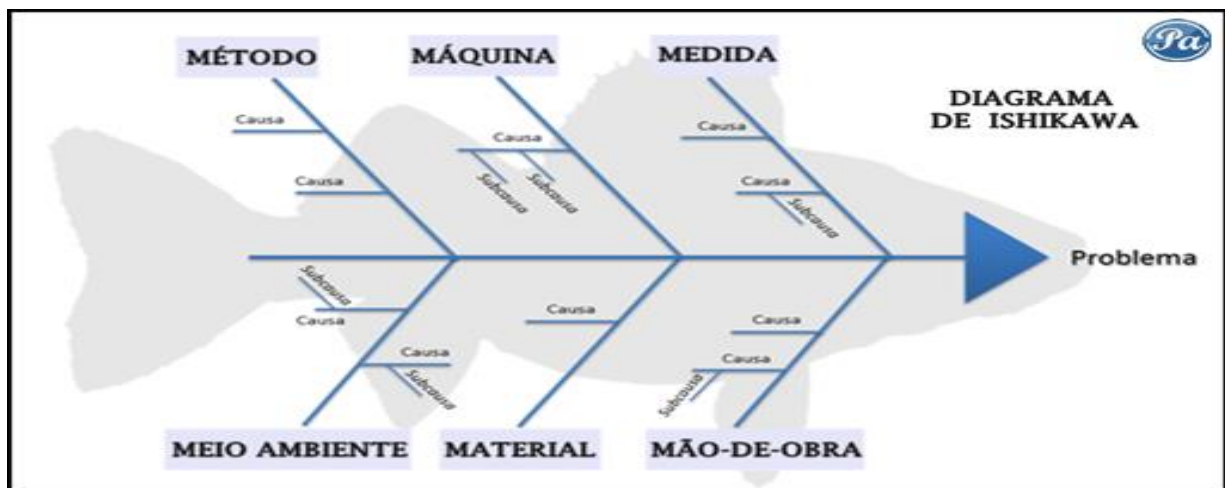 MÉTODO
MÁQUINA
MEDIDA
Pa
DIAGRAMA
DE ISHIKAWA
Causa
Causa
Causa
Subcausa
Subcausa
Causa
Causa
Subcausa
Problema
Subcausa
Causa
Causa
Subcausa
Causa
Causa
Causa
Subcausa
MEIO AMBIENTE
MATERIAL
MÃO-DE-OBRA